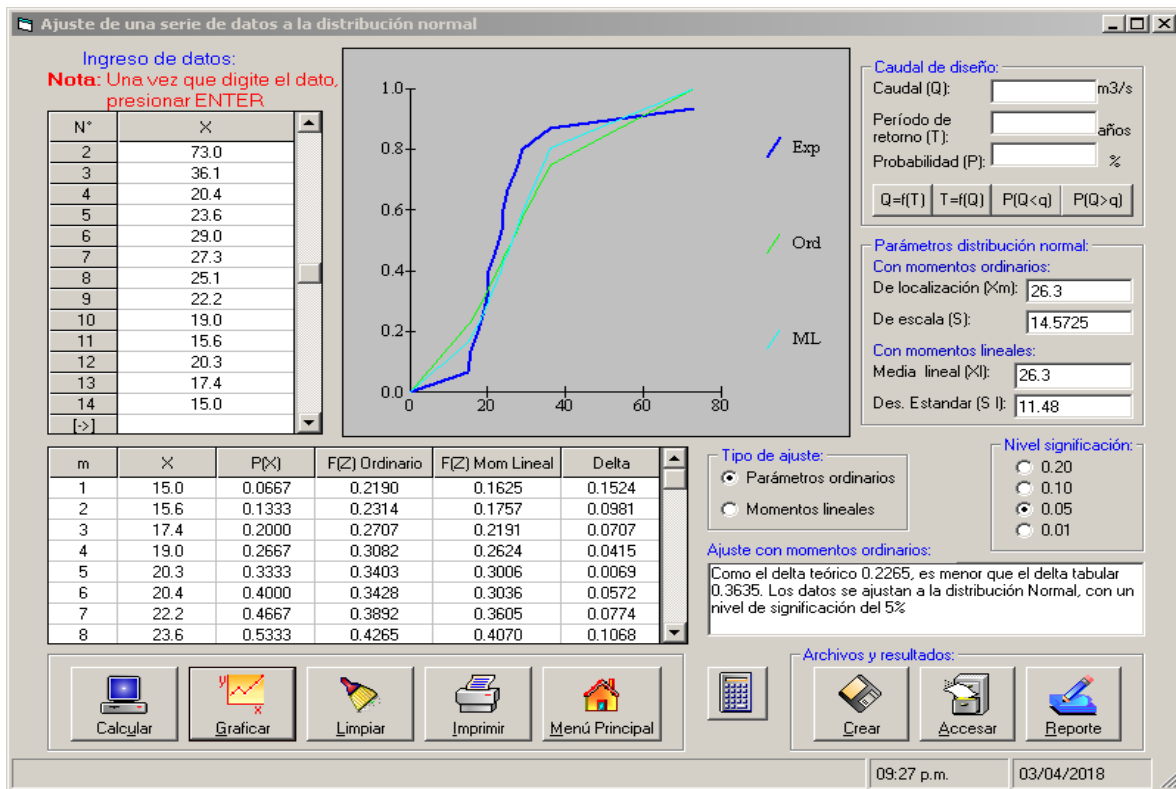 Ajuste de una serie de datos a la distribución normal
Ingreso de datos:
Nota: Una vez que digite el dato,
presionar ENTER
N° X
2 73.0
3 36.1
4 20.4
5 23.6
6 29.0
7 27.3
8 25.1
9 22.2
10 19.0
11 15.6
12 20.3
13 17.4
14 15.0
[->]
1.0
0.8
0.6
0.4
0.2
0.0
0 20 40 60 80
Exp
Ord
ML
Caudal de diseño:
Caudal (Q): m3/s
Período de
retorno (T): años
Probabilidad (P): %
Q=f(T) T=f(Q) P(Q<q) P(Q>q)
Parámetros distribución normal:
Con momentos ordinarios:
De localización (Xm): 26.3
De escala (S): 14.5725
Con momentos lineales:
Media lineal (Xl): 26.3
Des. Estandar (S l): 11.48
m X P(X) F(Z) Ordinario F(Z) Mom Lineal Delta
1 15.0 0.0667 0.2190 0.1625 0.1524
2 15.6 0.1333 0.2314 0.1757 0.0981
3 17.4 0.2000 0.2707 0.2191 0.0707
4 19.0 0.2667 0.3082 0.2624 0.0415
5 20.3 0.3333 0.3403 0.3006 0.0069
6 20.4 0.4000 0.3428 0.3036 0.0572
7 22.2 0.4667 0.3892 0.3605 0.0774
8 23.6 0.5333 0.4265 0.4070 0.1068
Tipo de ajuste:
Parámetros ordinarios
Momentos lineales
Nivel significación:
0.20
0.10
0.05
0.01
Ajuste con momentos ordinarios:
Como el delta teórico 0.2265, es menor que el delta tabular
0.3635. Los datos se ajustan a la distribución Normal, con un
nivel de significación del 5%
Calcular Graficar Limpiar Imprimir Menú Principal
Archivos y resultados:
Crear Accesar Reporte
09:27 p.m. 03/04/2018